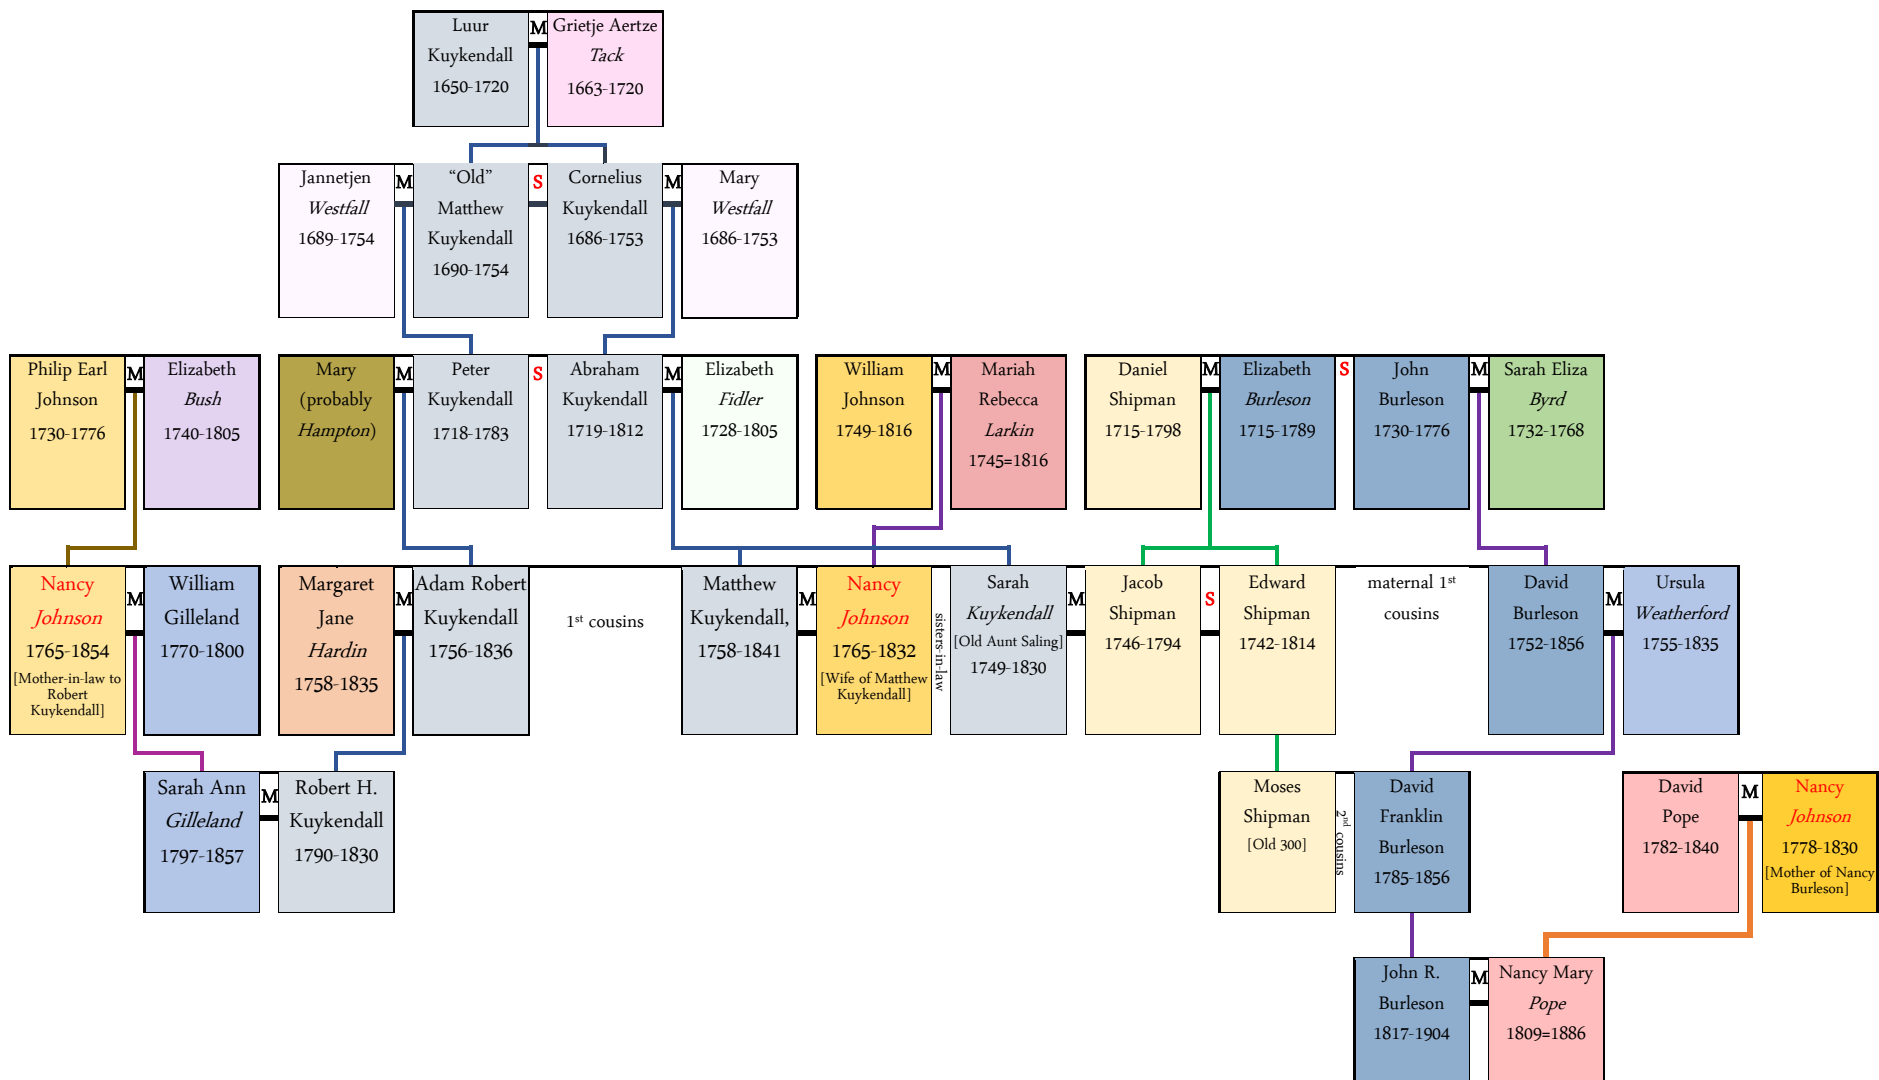 Luur
Kuykendall
1650-1720
M
Grietje Aertze
Tack
1663-1720
Jannetjen
Westfall
1689-1754
M
“Old”
Matthew
Kuykendall
1690-1754
S
Cornelius
Kuykendall
1686-1753
M
Mary
Westfall
1686-1753
Philip Earl
Johnson
1730-1776
M
Elizabeth
Bush
1740-1805
Mary
(probably
Hampton)
M
Peter
Kuykendall
1718-1783
S
Abraham
Kuykendall
1719-1812
M
Elizabeth
Fidler
1728-1805
William
Johnson
1749-1816
M
Mariah
Rebecca
Larkin
1745=1816
Daniel
Shipman
1715-1798
M
Elizabeth
Burleson
1715-1789
S
John
Burleson
1730-1776
M
Sarah Eliza
Byrd
1732-1768
Nancy
Johnson
1765-1854
[Mother-in-law to
Robert
Kuykendall]
M
William
Gilleland
1770-1800
Margaret
Jane
Hardin
1758-1835
M
Adam Robert
Kuykendall
1756-1836
1st cousins
Matthew
Kuykendall,
1758-1841
M
Nancy
Johnson
1765-1832
[Wife of Matthew
Kuykendall]
sisters-in-law
Sarah
Kuykendall
[Old Aunt Saling]
1749-1830
M
Jacob
Shipman
1746-1794
S
Edward
Shipman
1742-1814
maternal 1st
cousins
David
Burleson
1752-1856
M
Ursula
Weatherford
1755-1835
Sarah Ann
Gilleland
1797-1857
M
Robert H.
Kuykendall
1790-1830
Moses
Shipman
[Old 300]
2nd cousins
David
Franklin
Burleson
1785-1856
David
Pope
1782-1840
M
Nancy
Johnson
1778-1830
[Mother of Nancy
Burleson]
John R.
Burleson
1817-1904
M
Nancy Mary
Pope
1809=1886